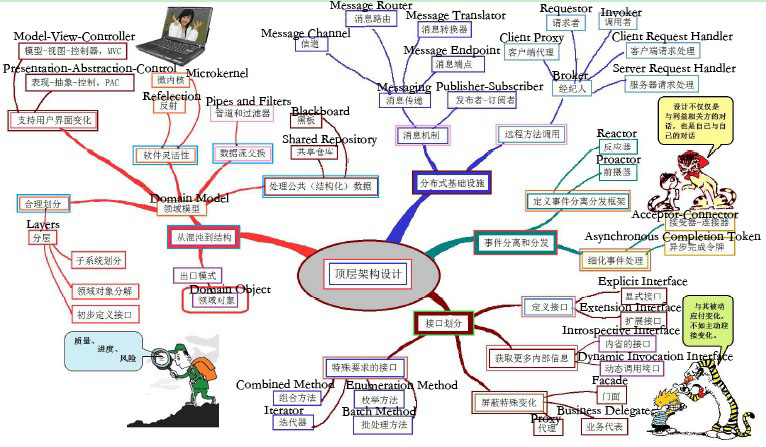 Model-View-Controller
模型-视图-控制器，MVC
Presentation-Abstraction-Control
表现-抽象-控制，PAC
支持用户界面变化
Microkernel
微内核
Refelection
反射
软件灵活性
Pipes and Filters
管道和过滤器
数据流交换
Blackboard
黑板
Shared Repository
共享仓库
处理公共（结构化）数据
Domain Model
领域模型
合理划分
Layers
分层
子系统划分
领域对象分解
初步定义接口
从混沌到结构
出口模式
Domain Object
领域对象
质量、
进度、
风险
顶层架构设计
Message Router
消息路由
Message Channel
信道
Message Translator
消息转换器
Message Endpoint
消息端点
Messaging
消息传递
Publisher-Subscriber
发布者-订阅者
消息机制
Requestor
请求者
Invoker
调用者
Client Proxy
客户端代理
Client Request Handler
客户端请求处理
Broker
经纪人
Server Request Handler
服务器请求处理
远程方法调用
分布式基础设施
设计不仅仅是
与利益相关方的对
话，也是自己与自
己的对话
Reactor
反应器
Proactor
前摄器
定义事件分离分发框架
事件分离和分发
Acceptor-Connector
接受器-连接器
Asynchronous Completion Token
异步完成令牌
细化事件处理
接口划分
定义接口
Explicit Interface
显式接口
Extension Interface
扩展接口
获取更多内部信息
Introspective Interface
内省的接口
Dynamic Invocation Interface
动态调用接口
屏蔽特殊变化
Facade
门面
Business Delegate
业务代表
Proxy
代理
特殊要求的接口
Combined Method
组合方法
Enumeration Method
枚举方法
Iterator
迭代器
Batch Method
批处理方法
与其被动
应付变化，
不如主动迎
接变化。